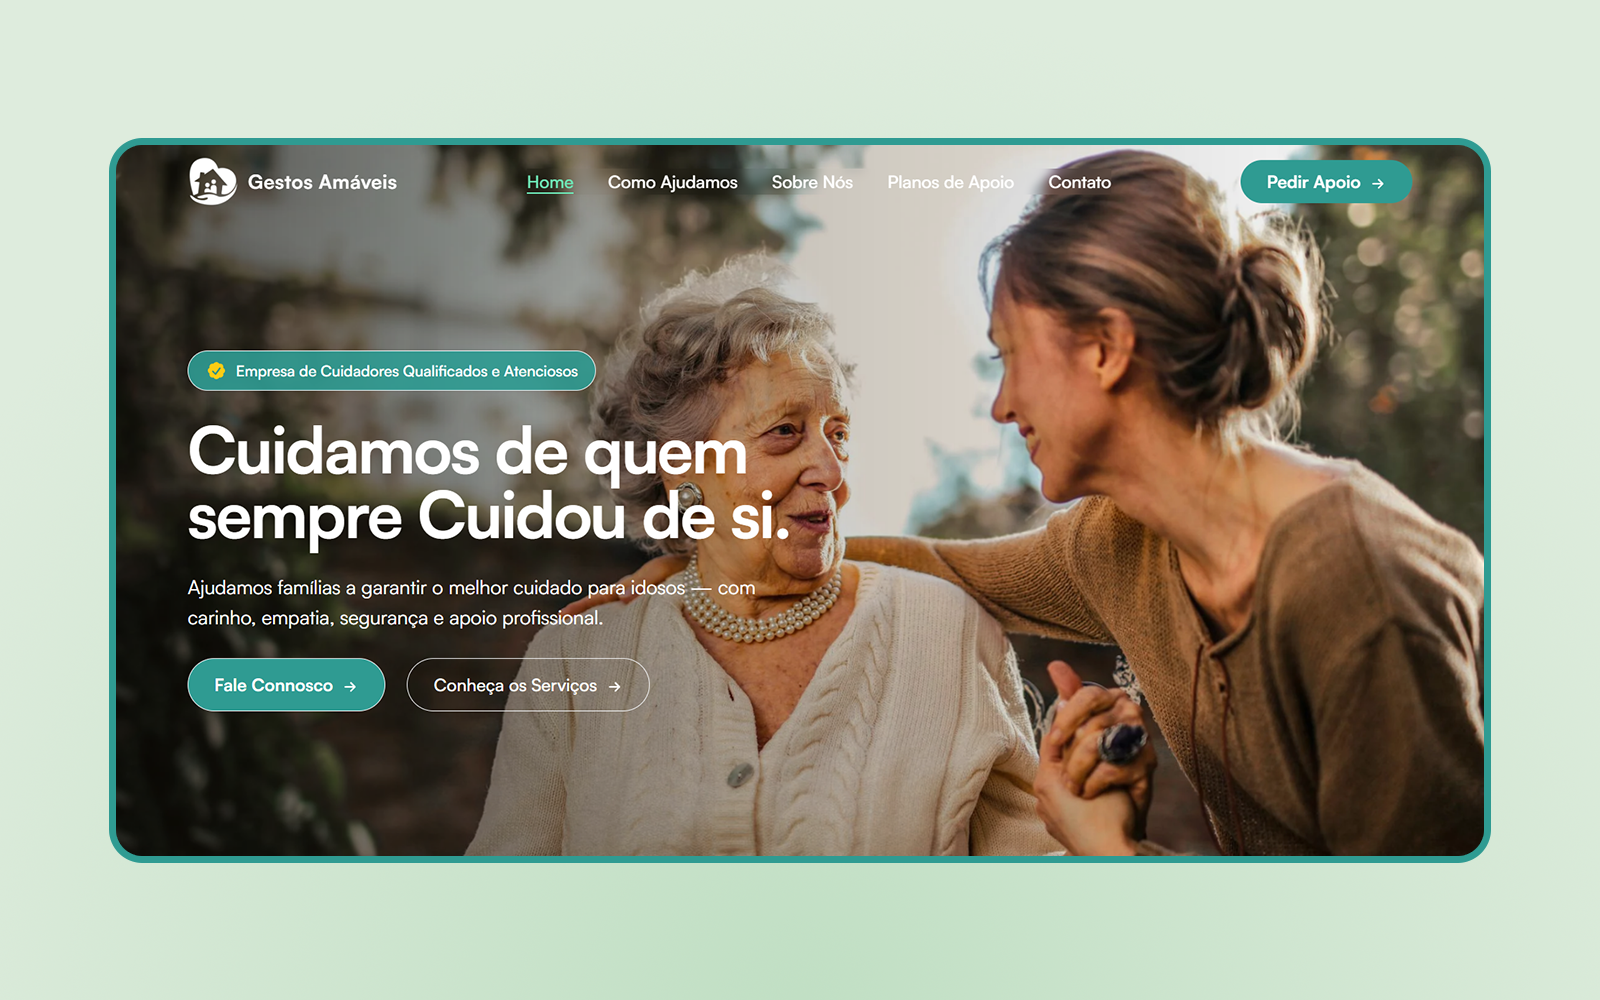 Gestos Amáveis
Home
Como Ajudamos
Sobre Nós
Planos de Apoio
Contato
Pedir Apoio →
Empresa de Cuidadores Qualificados e Atenciosos
Cuidamos de quem
sempre Cuidou de si.
Ajudamos famílias a garantir o melhor cuidado para idosos — com
carinho, empatia, segurança e apoio profissional.
Fale Connosco →
Conheça os Serviços →